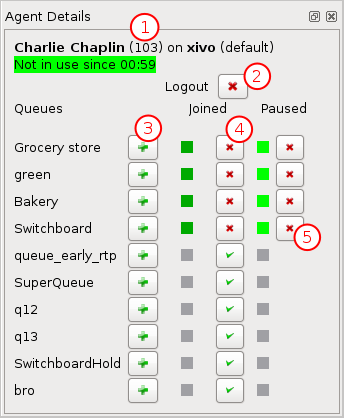 Agent Details
1
Charlie Chaplin (103) on xivo (default)
Not in use since 00:59
Logout 2
Queues Joined Paused
3 4
Grocery store
green
Bakery
Switchboard
5
queue_early_rtp
SuperQueue
q12
q13
SwitchboardHold
bro